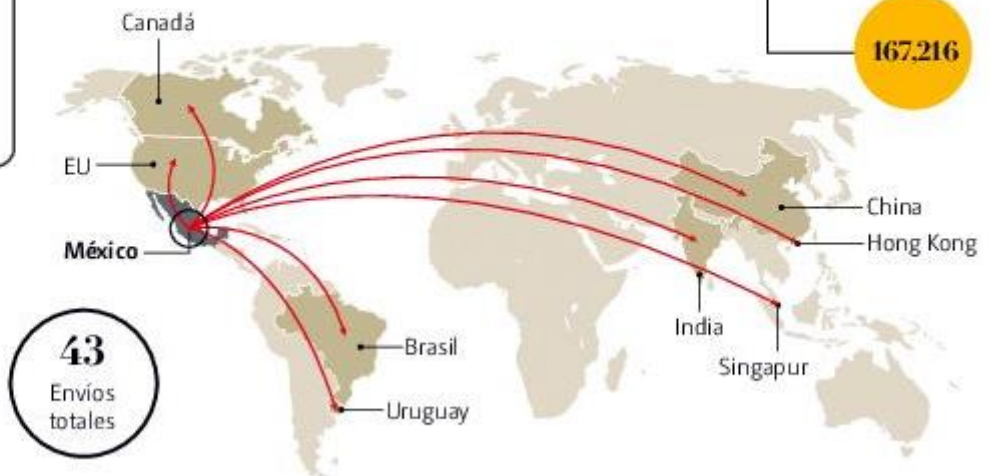 Canadá
167,216
EU
China
México
Hong Kong
43
Envíos
totales
India
Brasil
Singapur
Uruguay